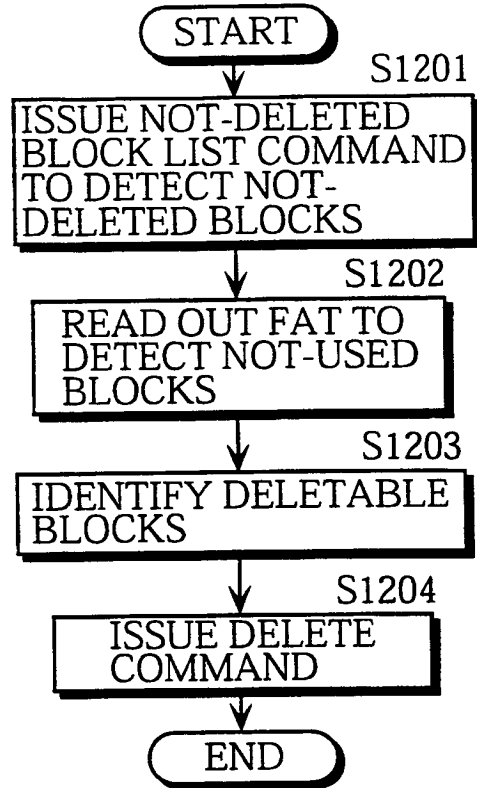 START
S1201
ISSUE NOT-DELETED
BLOCK LIST COMMAND
TO DETECT NOT-
DELETED BLOCKS
S1202
READ OUT FAT TO
DETECT NOT-USED
BLOCKS
S1203
IDENTIFY DELETABLE
BLOCKS
S1204
ISSUE DELETE
COMMAND
END